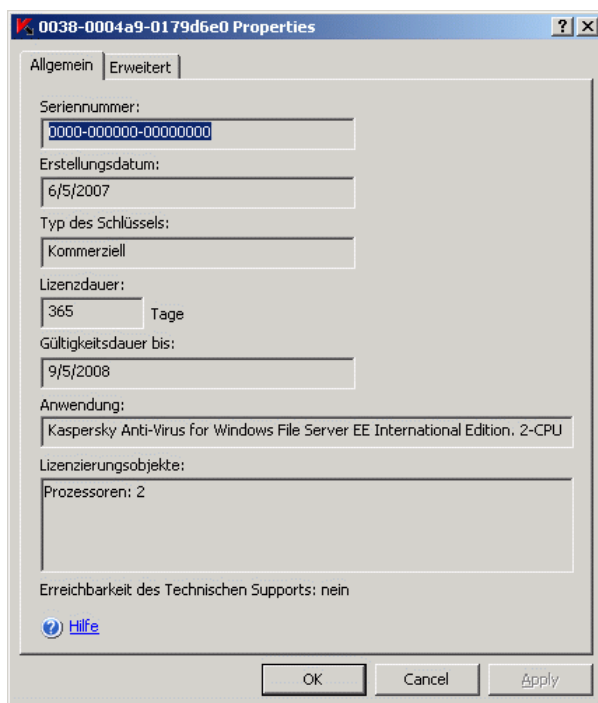 0038-0004a9-0179d6e0 Properties
Allgemein Erweitert
Seriennummer:
0000-000000-00000000
Erstellungsdatum:
6/5/2007
Typ des Schlüssels:
Kommerziell
Lizenzdauer:
365 Tage
Gültigkeitsdauer bis:
9/5/2008
Anwendung:
Kaspersky Anti-Virus for Windows File Server EE International Edition. 2-CPU
Lizenzierungsobjekte:
Prozessoren: 2
Erreichbarkeit des Technischen Supports: nein
Hilfe
OK Cancel Apply